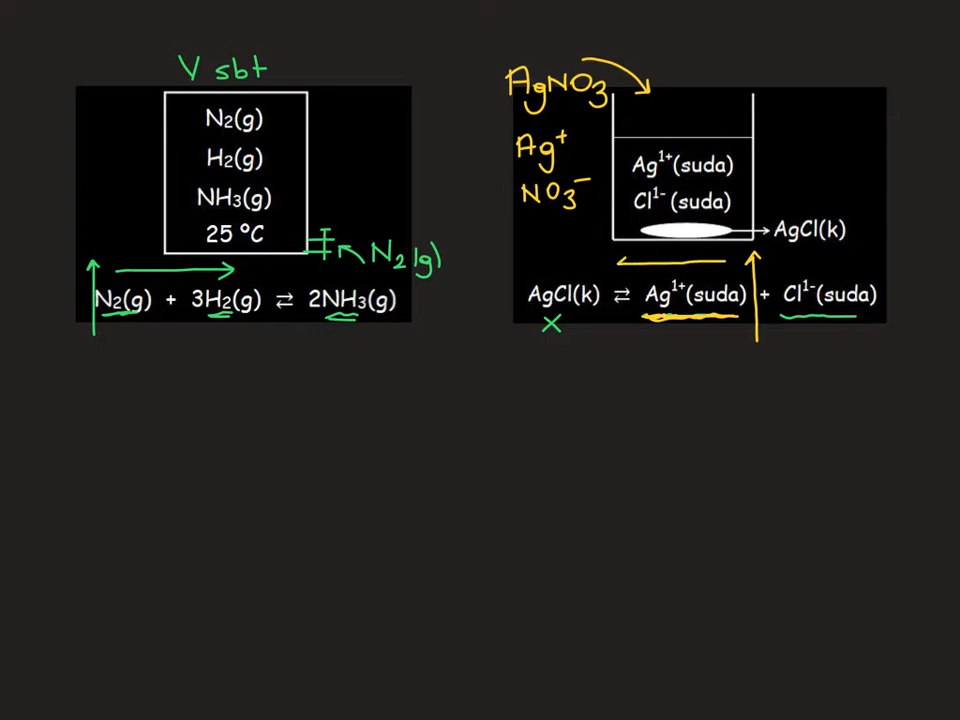 V sbt
N2(g)
H2(g)
NH3(g)
25 °C
N2(g)
N2(g) + 3H2(g) ⇄ 2NH3(g)
AgNO3
Ag+
NO3-
Ag1+(suda)
Cl1- (suda)
AgCl(k)
AgCl(k) ⇄ Ag1+(suda) + Cl1-(suda)